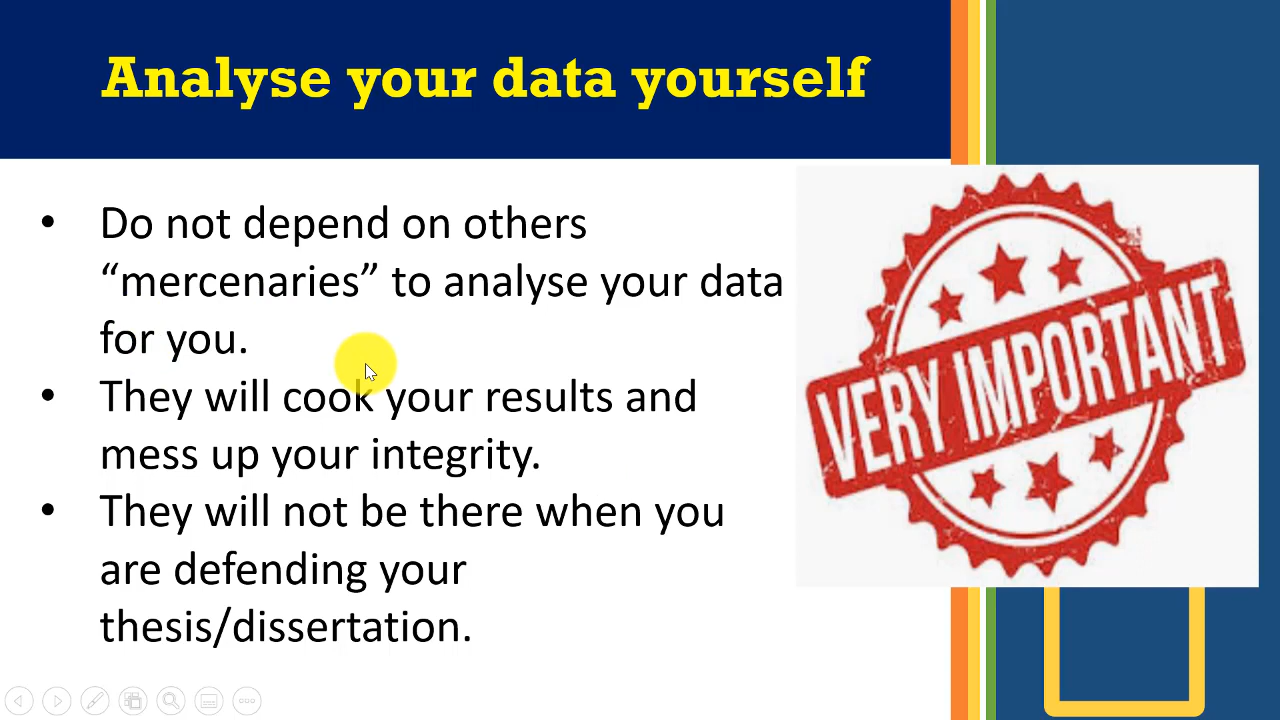 Analyse your data yourself
• Do not depend on others
“mercenaries” to analyse your data
for you.
• They will cook your results and
mess up your integrity.
• They will not be there when you
are defending your
thesis/dissertation.
VERY IMPORTANT